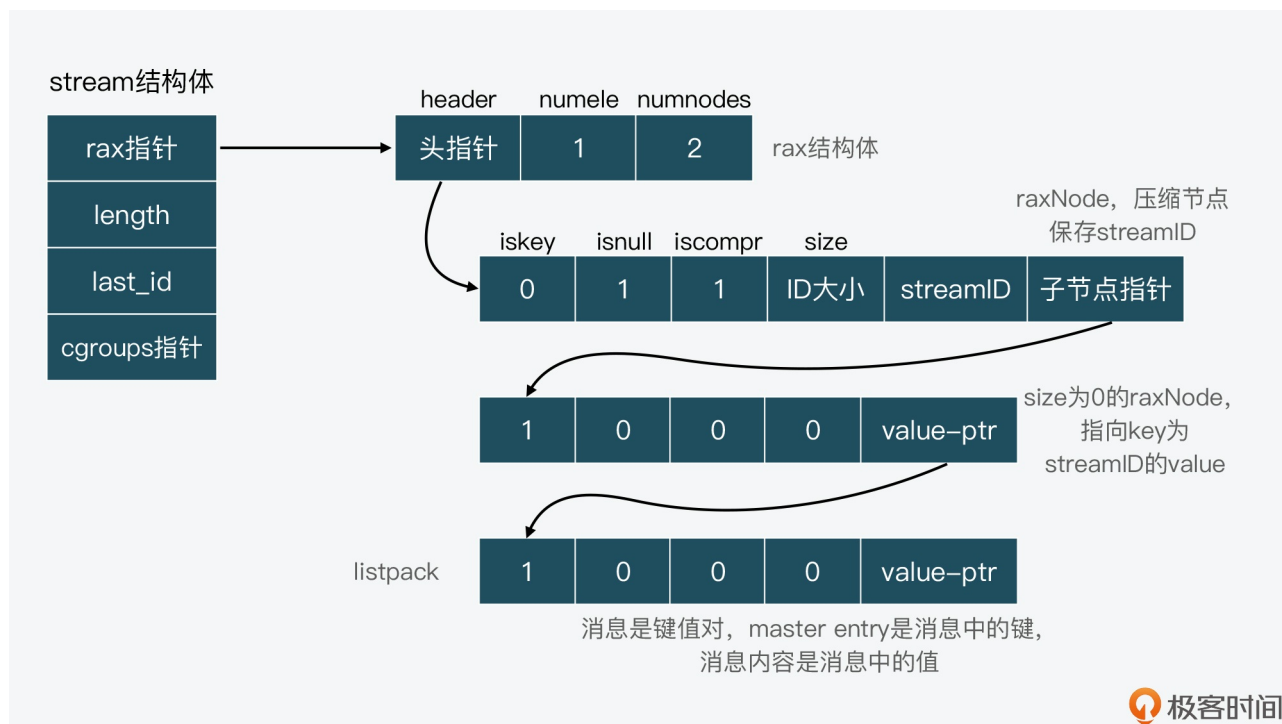 stream结构体
rax指针
length
last_id
cgroups指针
header numele numnodes
头指针 1 2
rax结构体
raxNode，压缩节点
保存streamID
iskey isnull iscompr size
0 1 1 ID大小 streamID 子节点指针
1 0 0 0 value-ptr
size为0的raxNode，
指向key为
streamID的value
listpack
1 0 0 0 value-ptr
消息是键值对，master entry是消息中的键，
消息内容是消息中的值
极客时间